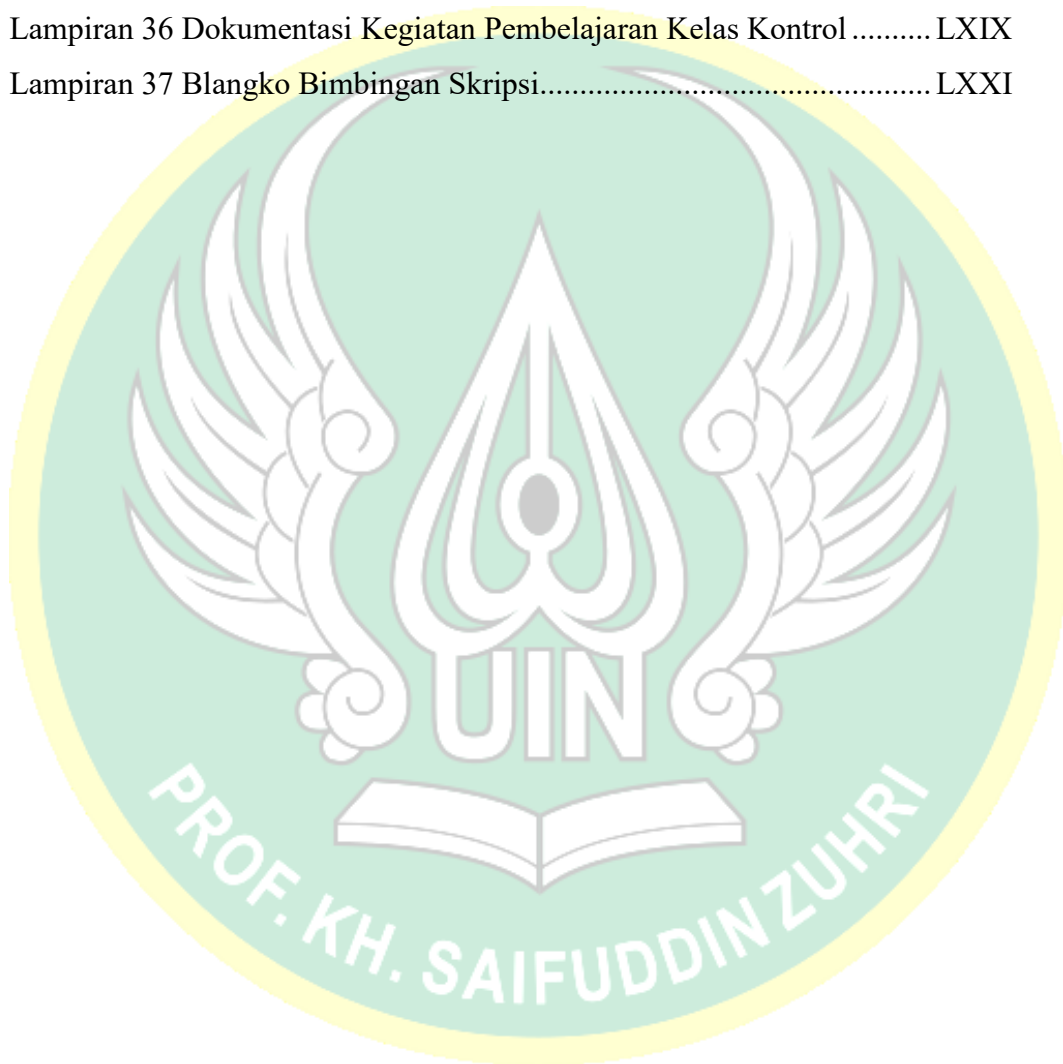 Lampiran 36 Dokumentasi Kegiatan Pembelajaran Kelas Kontrol .......... LXIX
Lampiran 37 Blangko Bimbingan Skripsi................................................. LXXI
UIN
PROF. KH. SAIFUDDIN ZUHRI